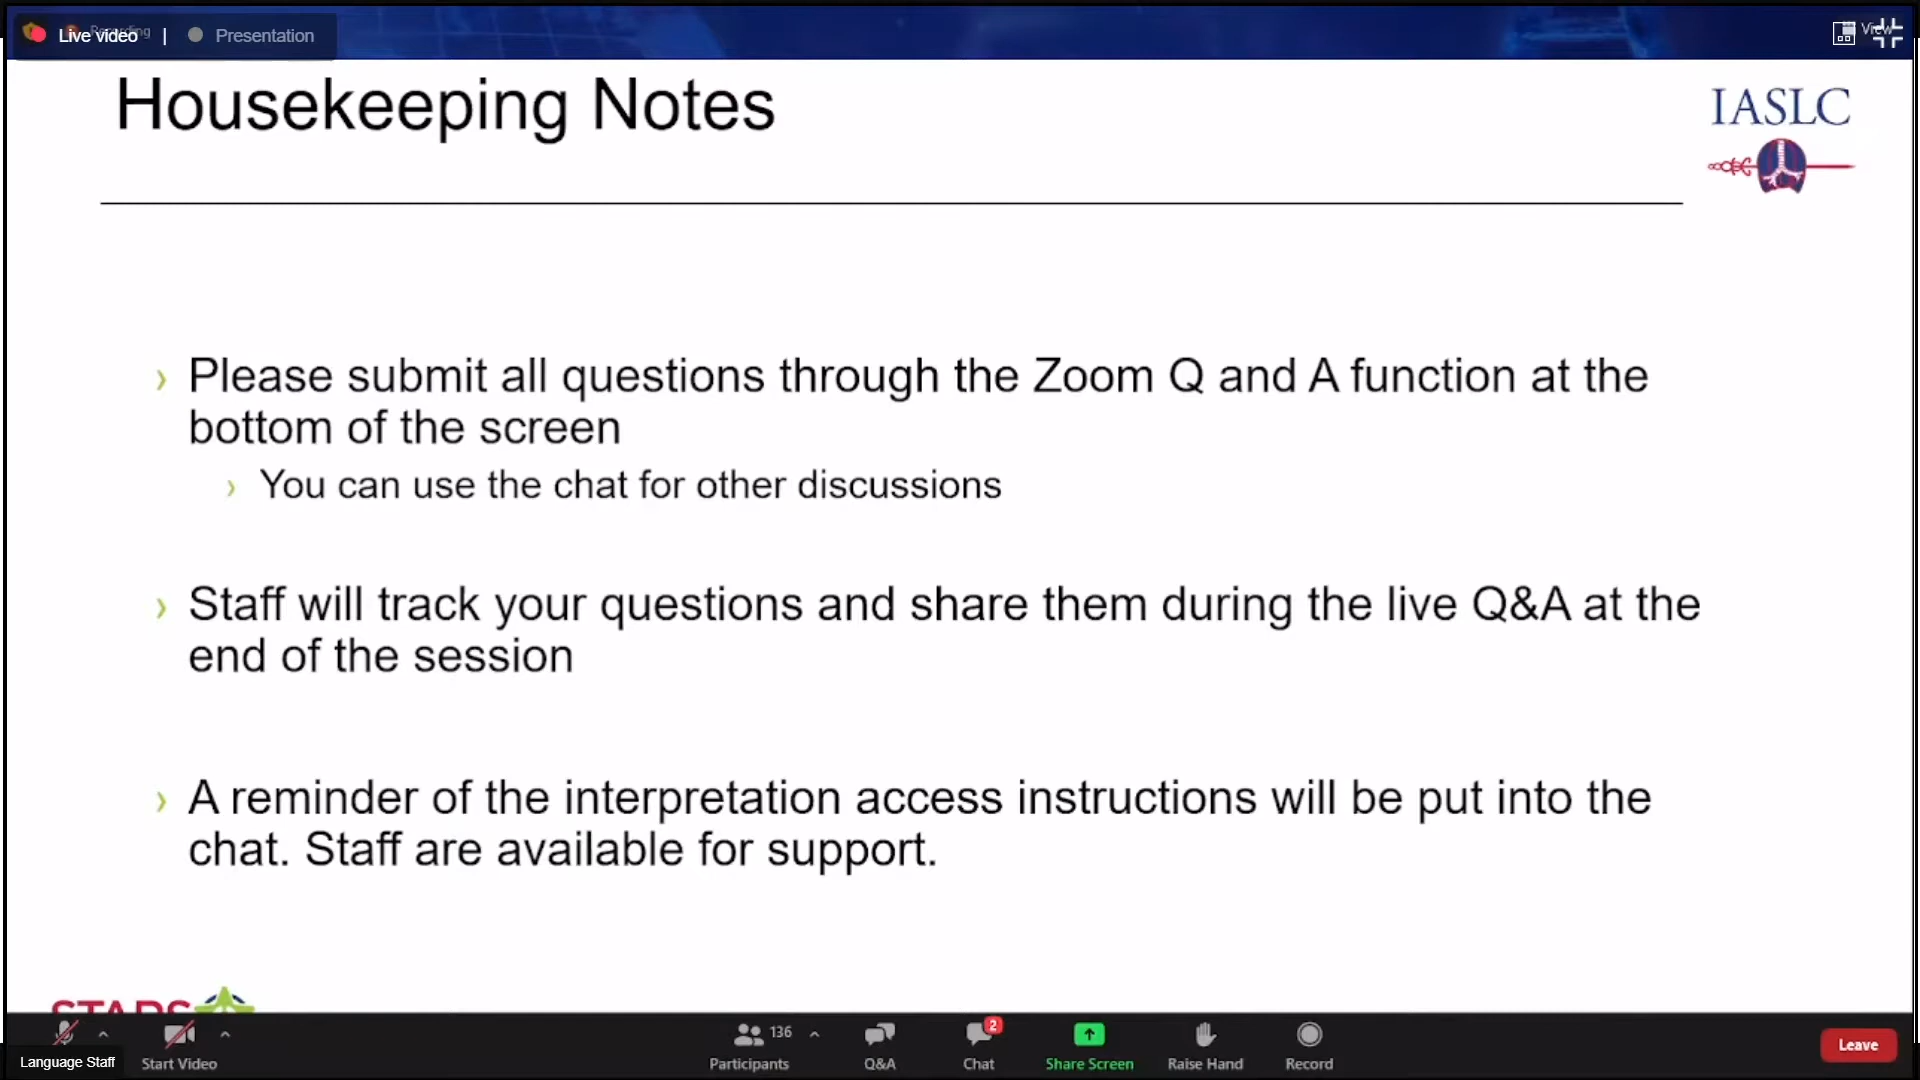 Live video | Presentation
View
Housekeeping Notes
IASLC
› Please submit all questions through the Zoom Q and A function at the
bottom of the screen
› You can use the chat for other discussions
› Staff will track your questions and share them during the live Q&A at the
end of the session
› A reminder of the interpretation access instructions will be put into the
chat. Staff are available for support.
STARS
136
2
Language Staff
Start Video
Participants
Q&A
Chat
Share Screen
Raise Hand
Record
Leave